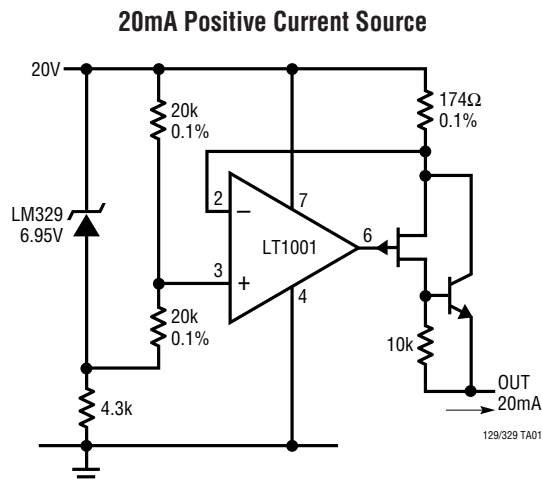 20mA Positive Current Source
20V
20k
0.1%
174Ω
0.1%
LM329
6.95V
2
7
–
LT1001
6
3
+
4
20k
0.1%
10k
4.3k
OUT
20mA
129/329 TA01